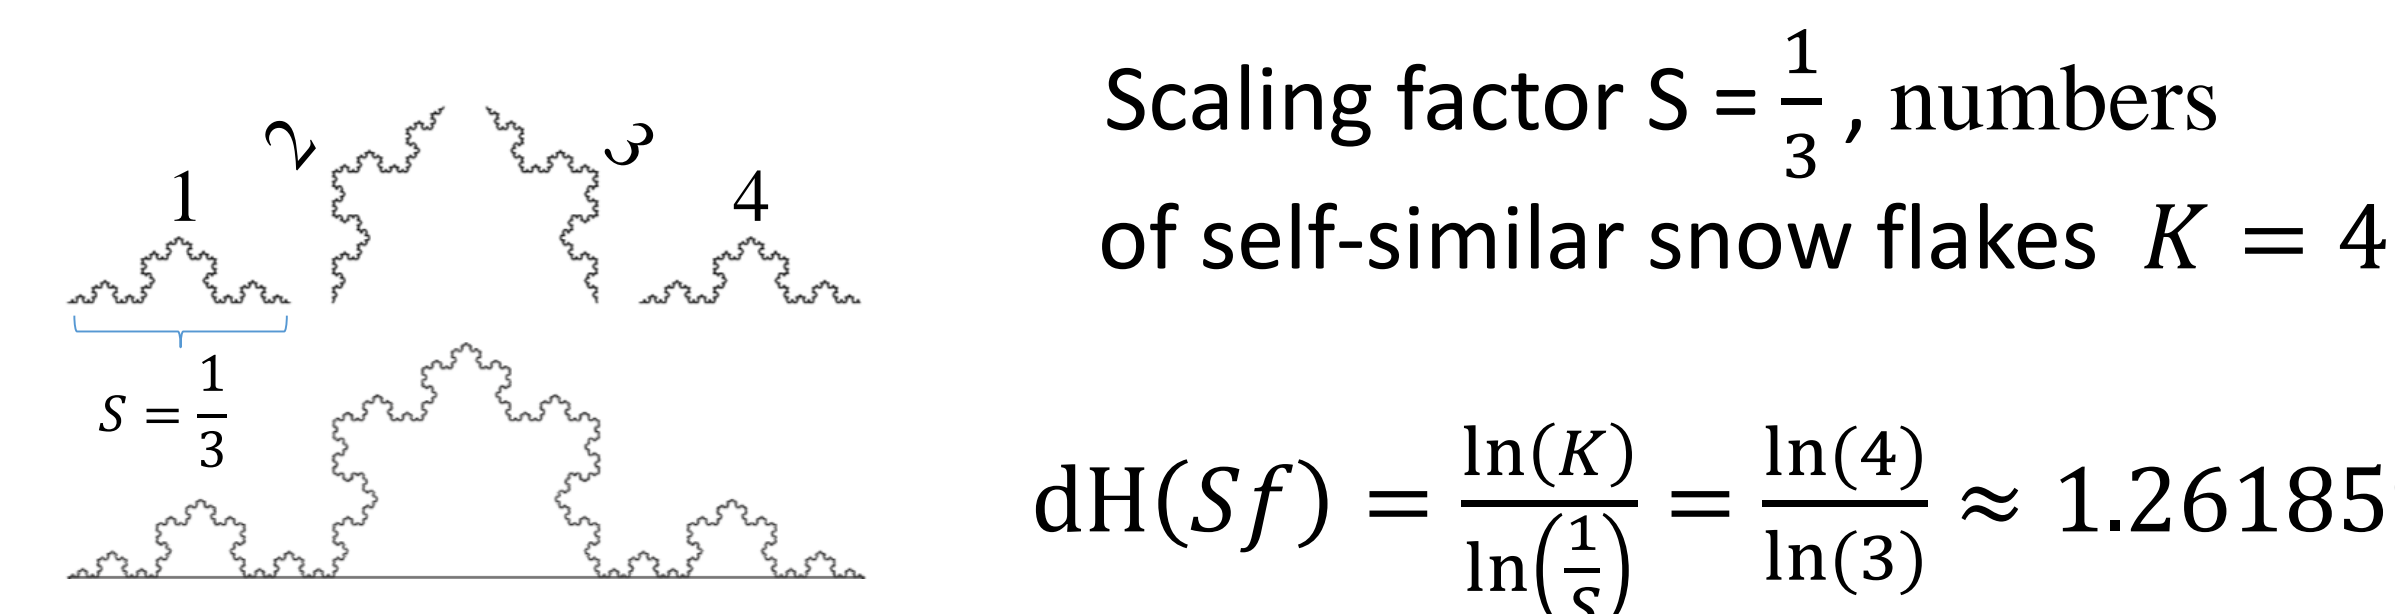 1
2
3
4
S = 1/3
Scaling factor S = 1/3 , numbers
of self-similar snow flakes K = 4
dH(Sf) = ln(K)/ln(1/S) = ln(4)/ln(3) ≈ 1.26185